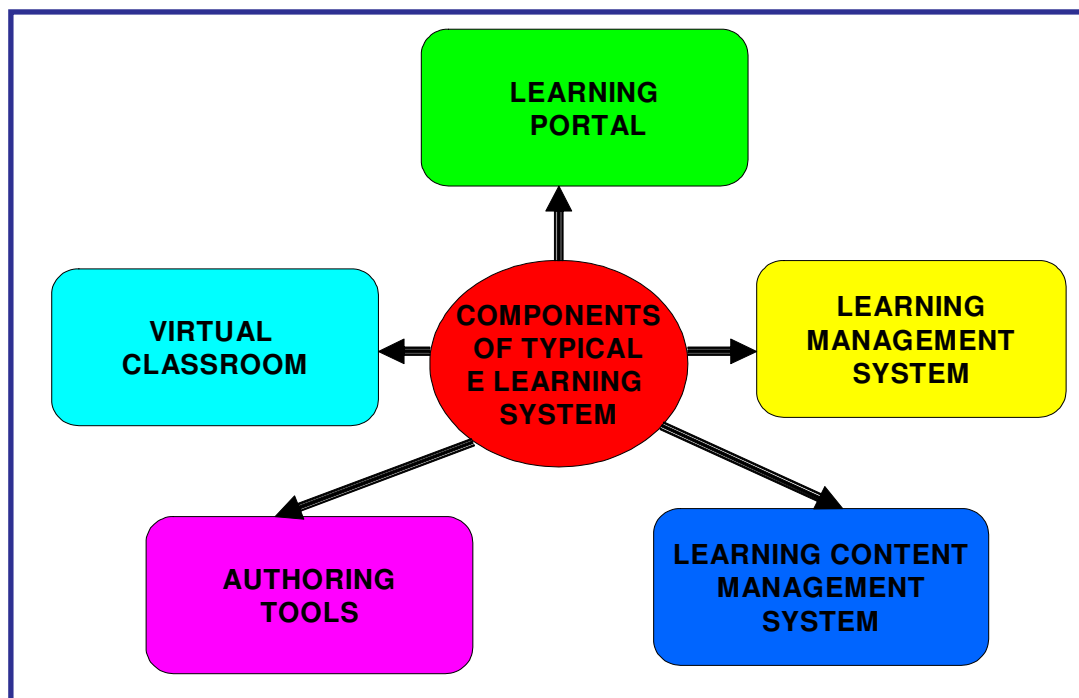 LEARNING
PORTAL
VIRTUAL
CLASSROOM
COMPONENTS
OF TYPICAL
E LEARNING
SYSTEM
LEARNING
MANAGEMENT
SYSTEM
AUTHORING
TOOLS
LEARNING CONTENT
MANAGEMENT
SYSTEM